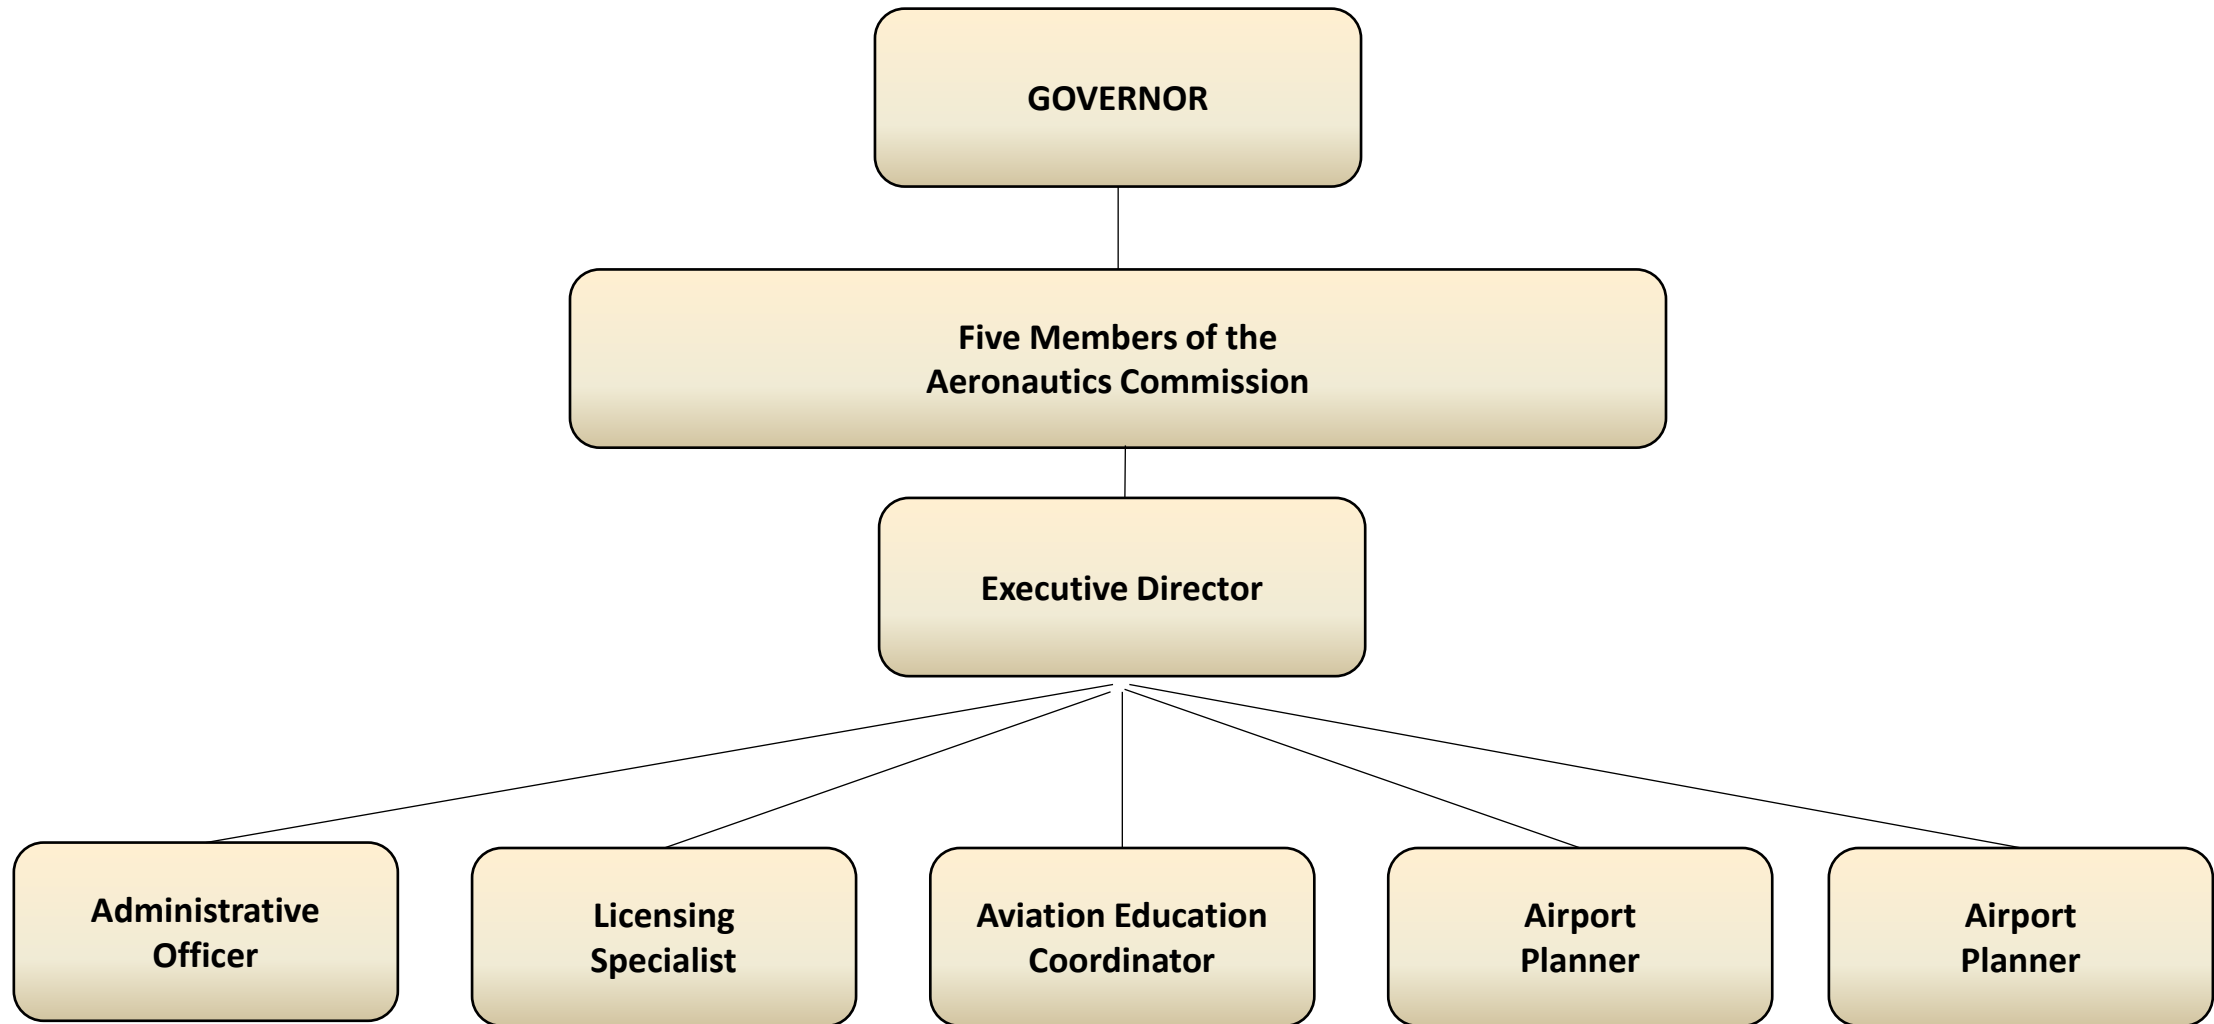 GOVERNOR
Five Members of the
Aeronautics Commission
Executive Director
Administrative
Officer
Licensing
Specialist
Aviation Education
Coordinator
Airport
Planner
Airport
Planner